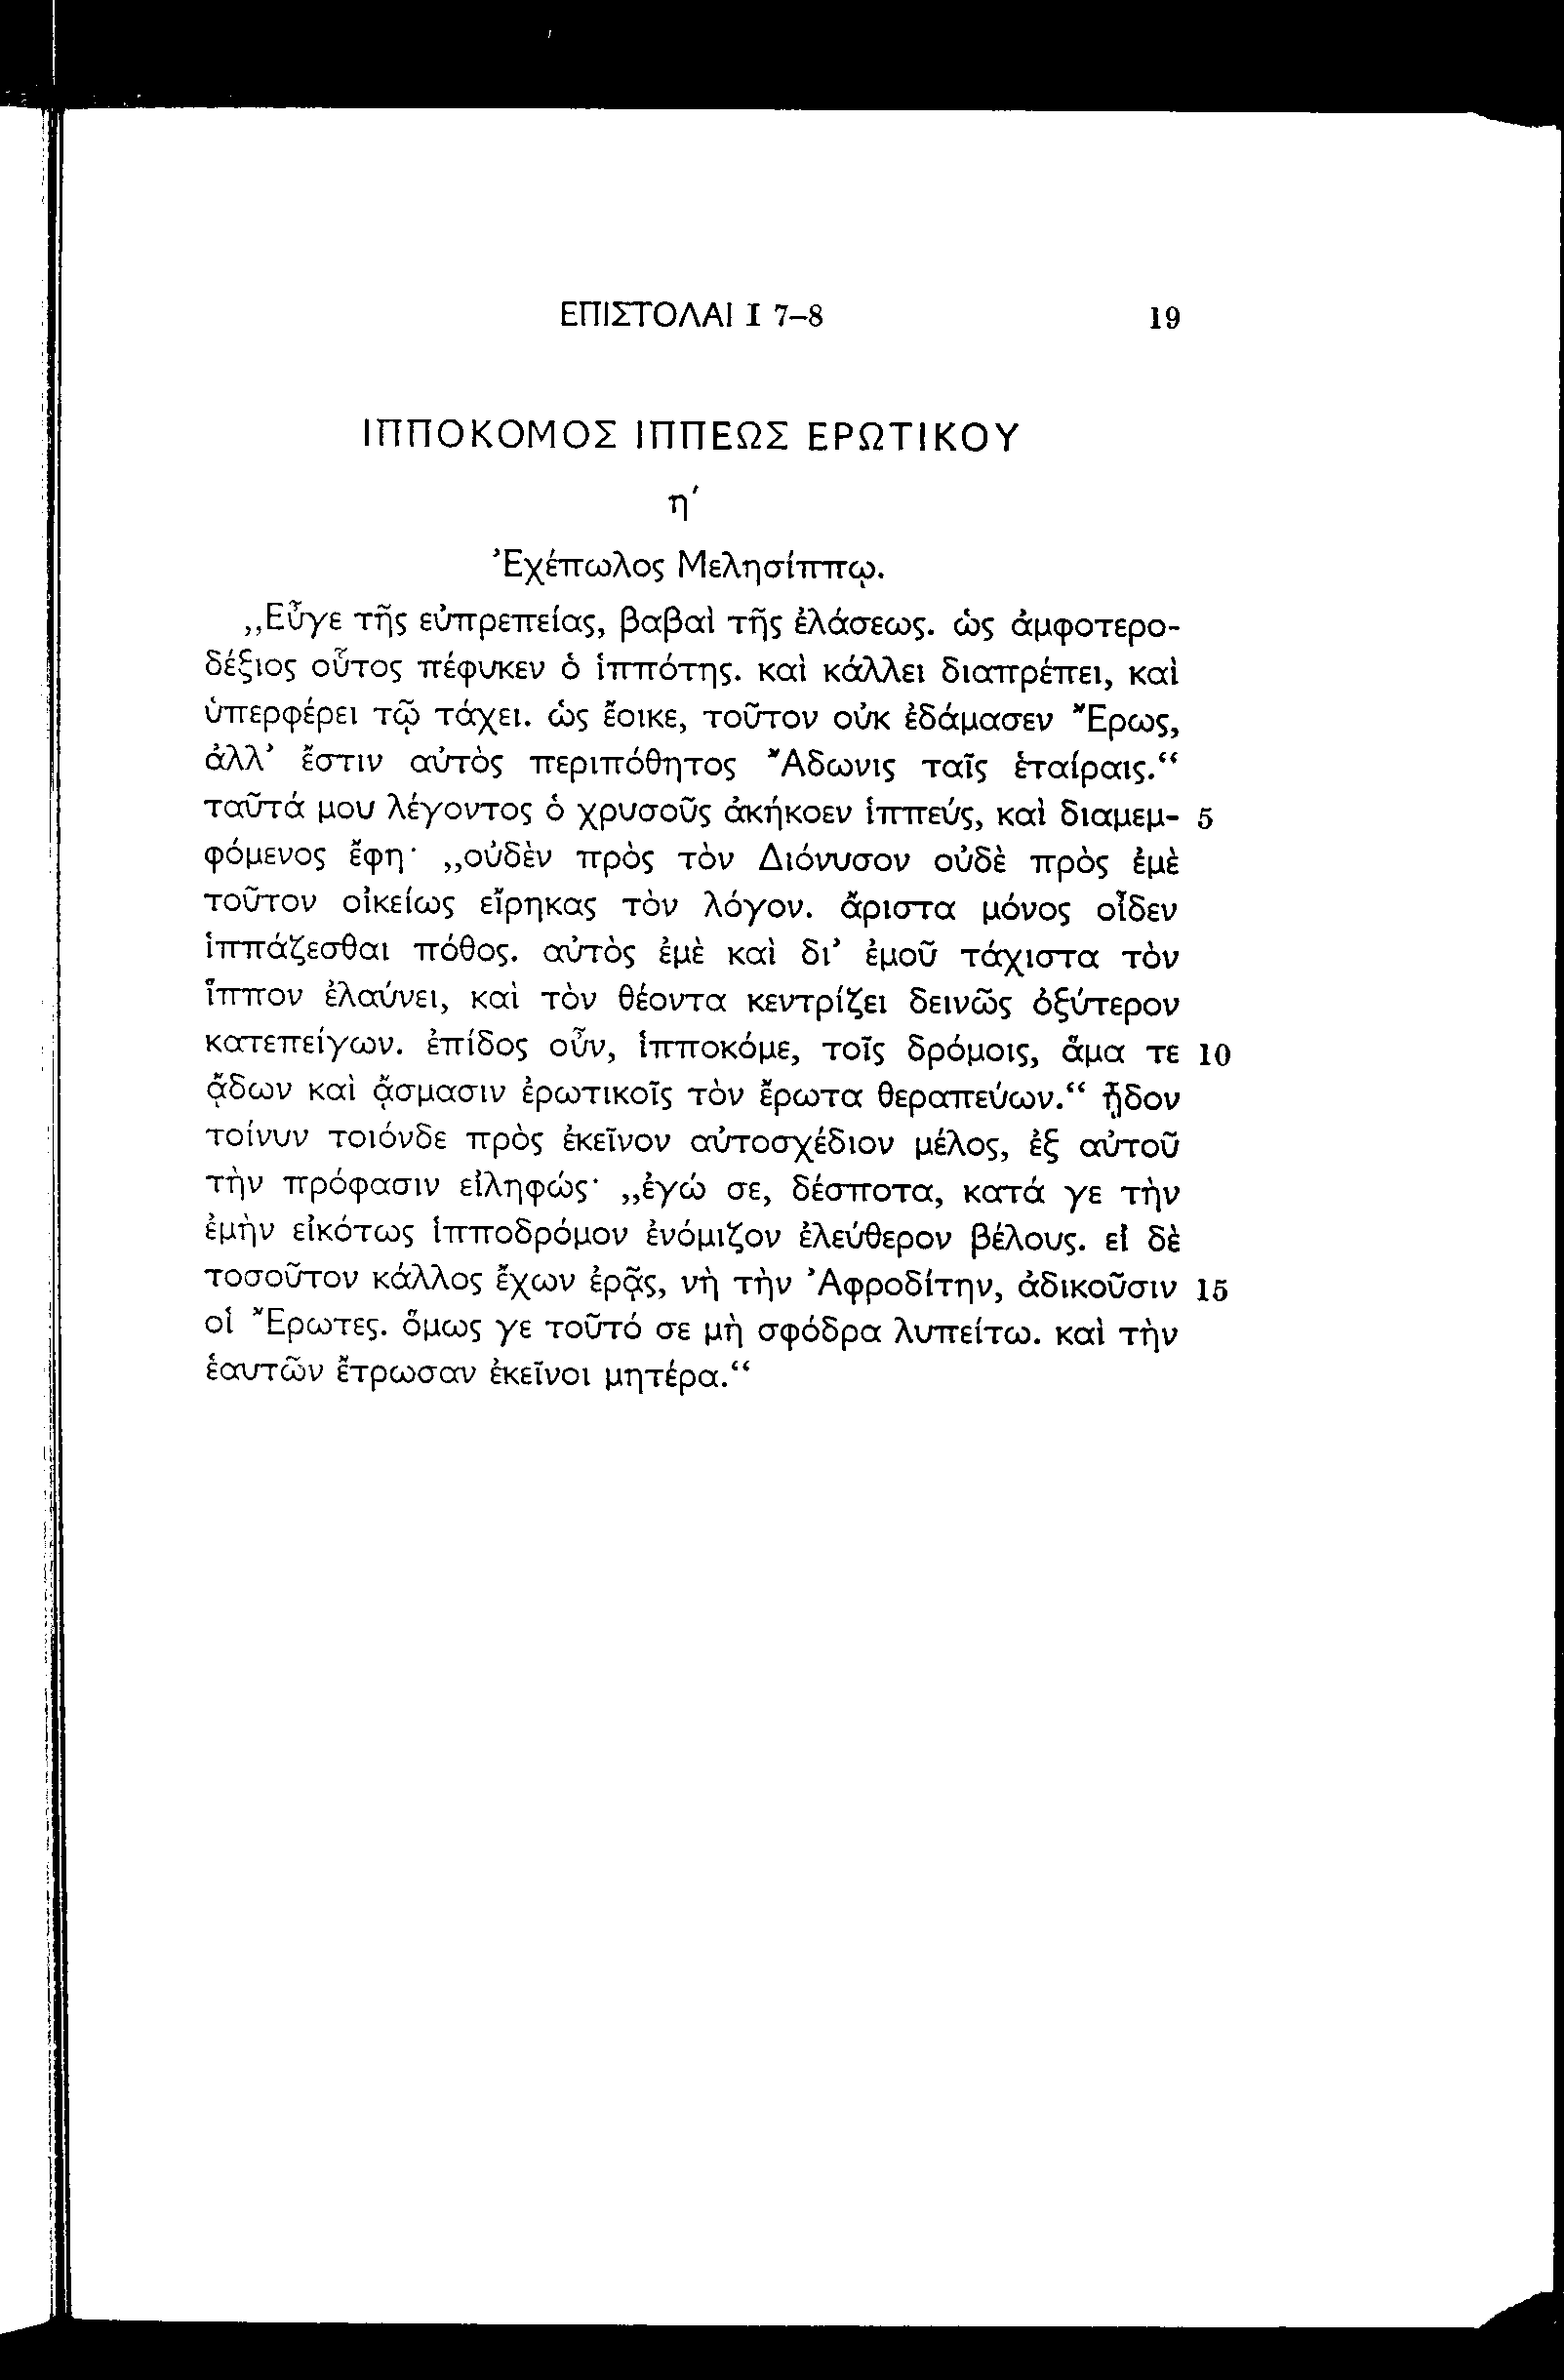 ΕΠΙΣΤΟΛΑΙ I 7–8 19
ΙΠΠΟΚΟΜΟΣ ΙΠΠΕΩΣ ΕΡΩΤΙΚΟΥ
η′
Ἐχέπωλος Μελησίππῳ.
„Εὖγε τῆς εὐπρεπείας, βαβαὶ τῆς ἐλάσεως. ὡς ἀμφοτερο-
δέξιος οὗτος πέφυκεν ὁ ἱππότης. καὶ κάλλει διαπρέπει, καὶ
ὑπερφέρει τῷ τάχει. ὡς ἔοικε, τοῦτον οὐκ ἐδάμασεν Ἔρως,
ἀλλ’ ἔστιν αὐτὸς περιπόθητος Ἄδωνις ταῖς ἑταίραις.“
ταῦτά μου λέγοντος ὁ χρυσοῦς ἀκήκοεν ἱππεύς, καὶ διαμεμ- 5
φόμενος ἔφη· „οὐδὲν πρὸς τὸν Διόνυσον οὐδὲ πρὸς ἐμὲ
τοῦτον οἰκείως εἴρηκας τὸν λόγον. ἄριστα μόνος οἶδεν
ἱππάζεσθαι πόθος. αὐτὸς ἐμὲ καὶ δι’ ἐμοῦ τάχιστα τὸν
ἵππον ἐλαύνει, καὶ τὸν θέοντα κεντρίζει δεινῶς ὀξύτερον
κατεπείγων. ἐπίδος οὖν, ἱπποκόμε, τοῖς δρόμοις, ἅμα τε 10
ᾄδων καὶ ᾄσμασιν ἐρωτικοῖς τὸν ἔρωτα θεραπεύων.“ ᾖδον
τοίνυν τοιόνδε πρὸς ἐκεῖνον αὐτοσχέδιον μέλος, ἐξ αὐτοῦ
τὴν πρόφασιν εἰληφώς· „ἐγώ σε, δέσποτα, κατά γε τὴν
ἐμὴν εἰκότως ἱπποδρόμον ἐνόμιζον ἐλεύθερον βέλους. εἰ δὲ
τοσοῦτον κάλλος ἔχων ἐρᾷς, νὴ τὴν Ἀφροδίτην, ἀδικοῦσιν 15
οἱ Ἔρωτες. ὅμως γε τοῦτό σε μὴ σφόδρα λυπείτω. καὶ τὴν
ἑαυτῶν ἔτρωσαν ἐκεῖνοι μητέρα.“